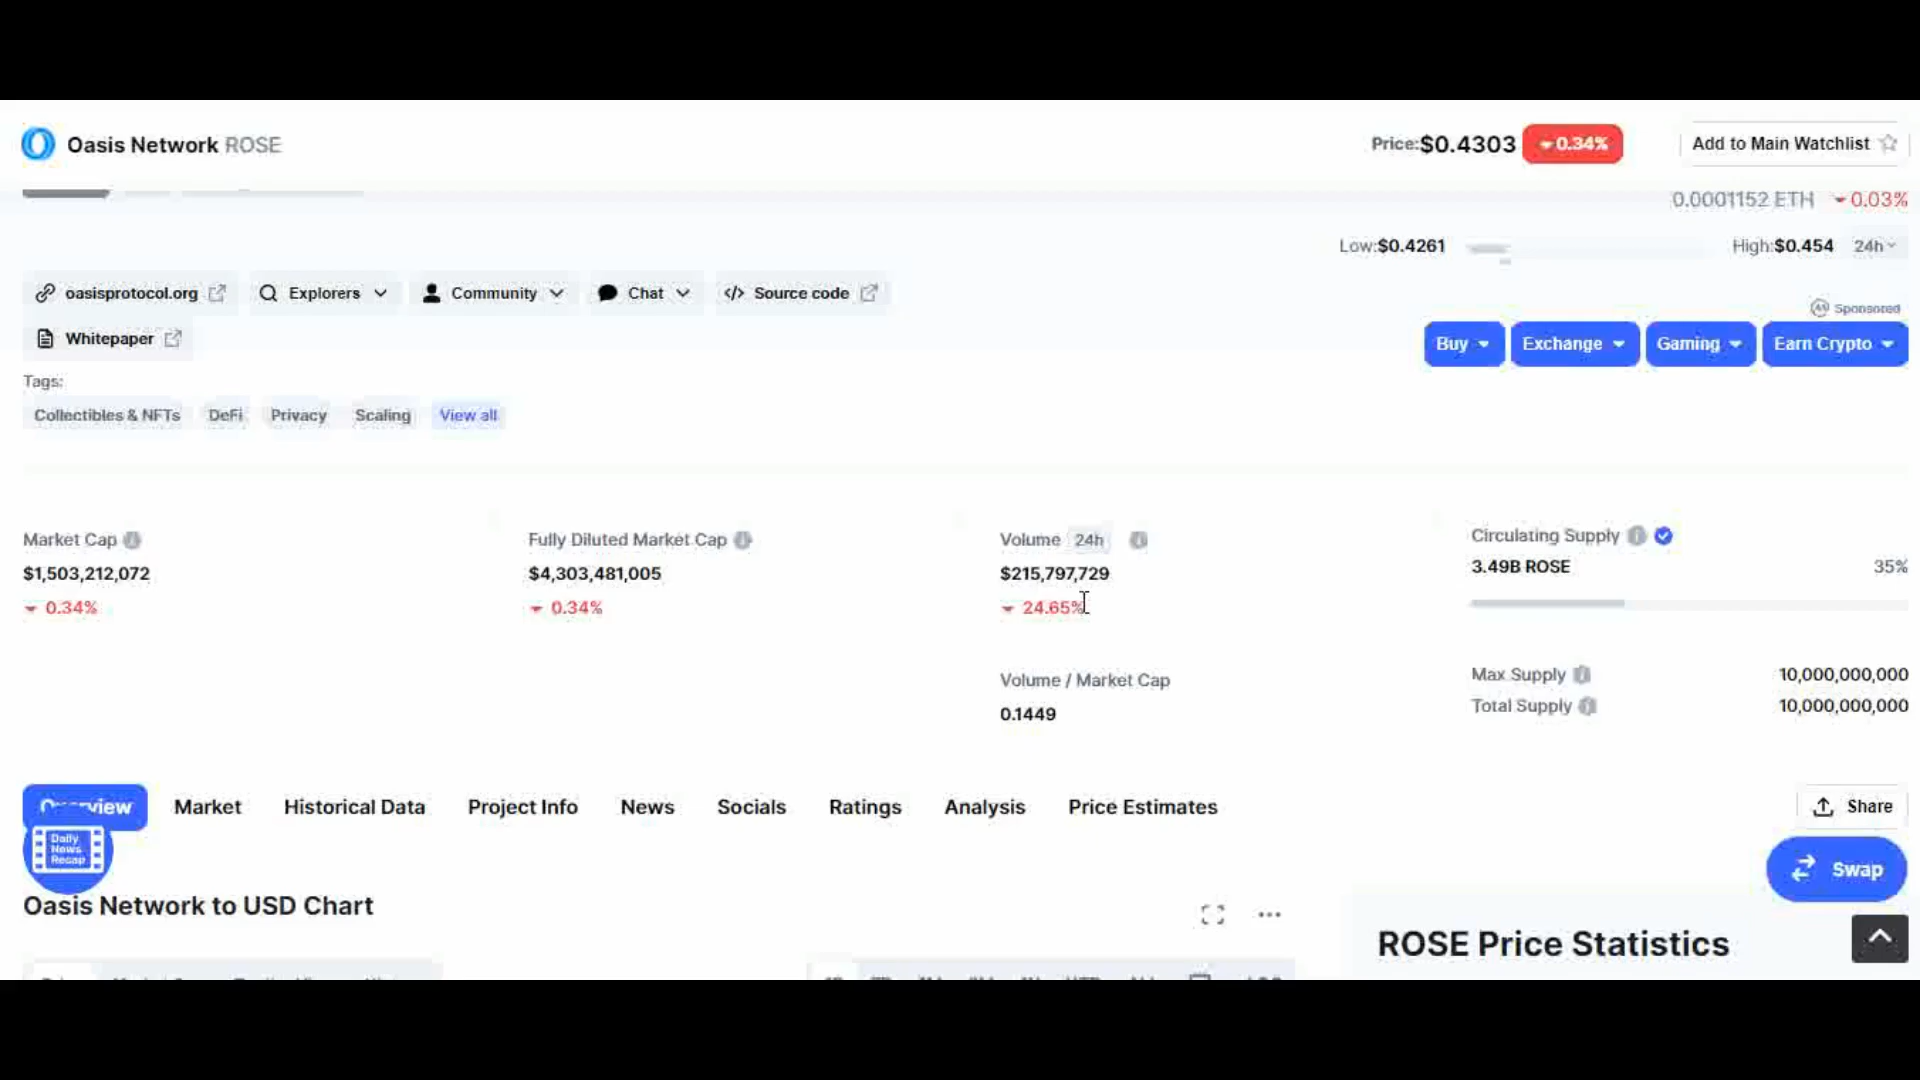 Oasis Network ROSE
Price:$0.4303 0.34%
Add to Main Watchlist
0.0001152 ETH 0.03%
Low:$0.4261
High:$0.454 24h
oasisprotocol.org
Explorers
Community
Chat
Source code
Sponsored
Whitepaper
Buy
Exchange
Gaming
Earn Crypto
Tags:
Collectibles & NFTs
DeFi
Privacy
Scaling
View all
Market Cap
$1,503,212,072
0.34%
Fully Diluted Market Cap
$4,303,481,005
0.34%
Volume 24h
$215,797,729
24.65%
Volume / Market Cap
0.1449
Circulating Supply
3.49B ROSE 35%
Max Supply 10,000,000,000
Total Supply 10,000,000,000
Overview
Market
Historical Data
Project Info
News
Socials
Ratings
Analysis
Price Estimates
Share
Daily
News
Recap
Swap
Oasis Network to USD Chart
ROSE Price Statistics